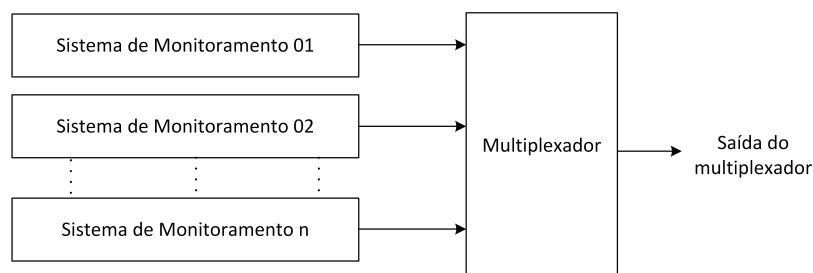 Sistema de Monitoramento 01
Sistema de Monitoramento 02
Sistema de Monitoramento n
Multiplexador
Saída do
multiplexador